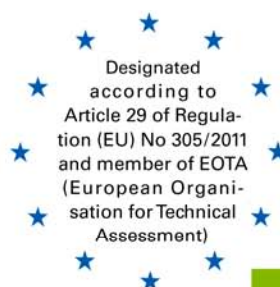 Designated
according to
Article 29 of Regula-
tion (EU) No 305/2011
and member of EOTA
(European Organi-
sation for Technical
Assessment)